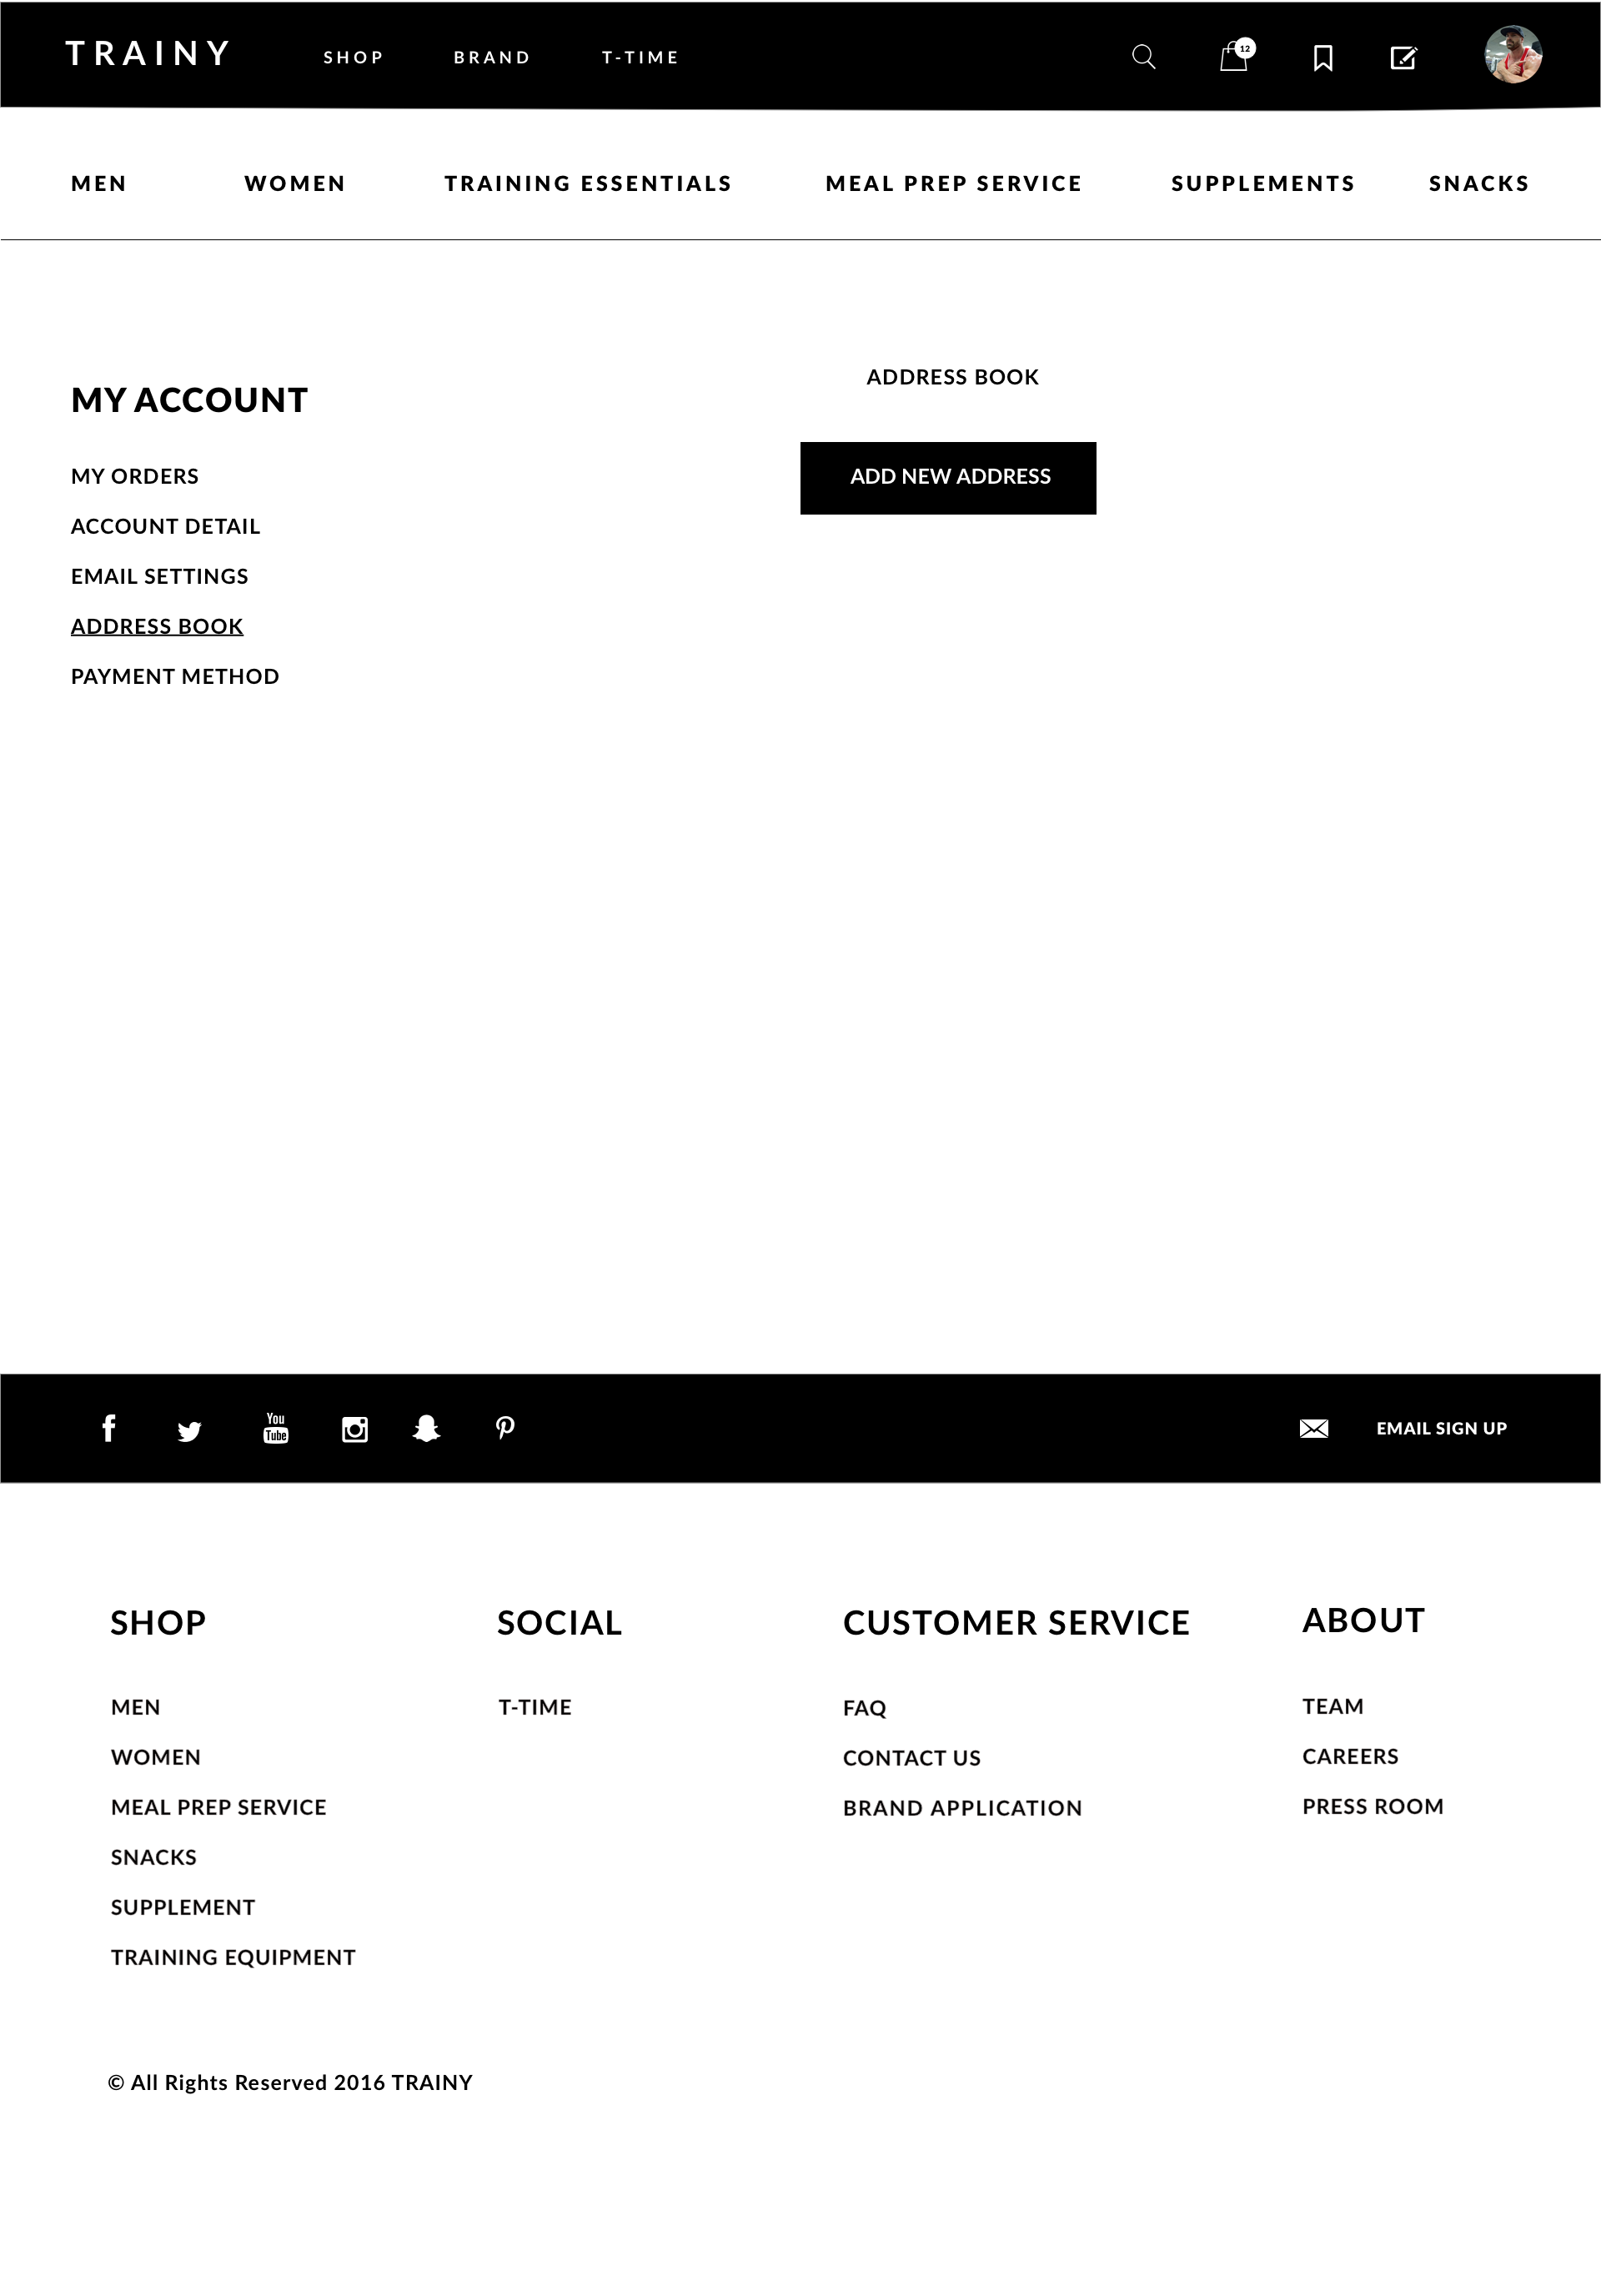 TRAINY
SHOP BRAND T-TIME
12
MEN WOMEN TRAINING ESSENTIALS MEAL PREP SERVICE SUPPLEMENTS SNACKS
MY ACCOUNT
MY ORDERS
ACCOUNT DETAIL
EMAIL SETTINGS
ADDRESS BOOK
PAYMENT METHOD
ADDRESS BOOK
ADD NEW ADDRESS
You
Tube
EMAIL SIGN UP
SHOP
MEN
WOMEN
MEAL PREP SERVICE
SNACKS
SUPPLEMENT
TRAINING EQUIPMENT
SOCIAL
T-TIME
CUSTOMER SERVICE
FAQ
CONTACT US
BRAND APPLICATION
ABOUT
TEAM
CAREERS
PRESS ROOM
© All Rights Reserved 2016 TRAINY